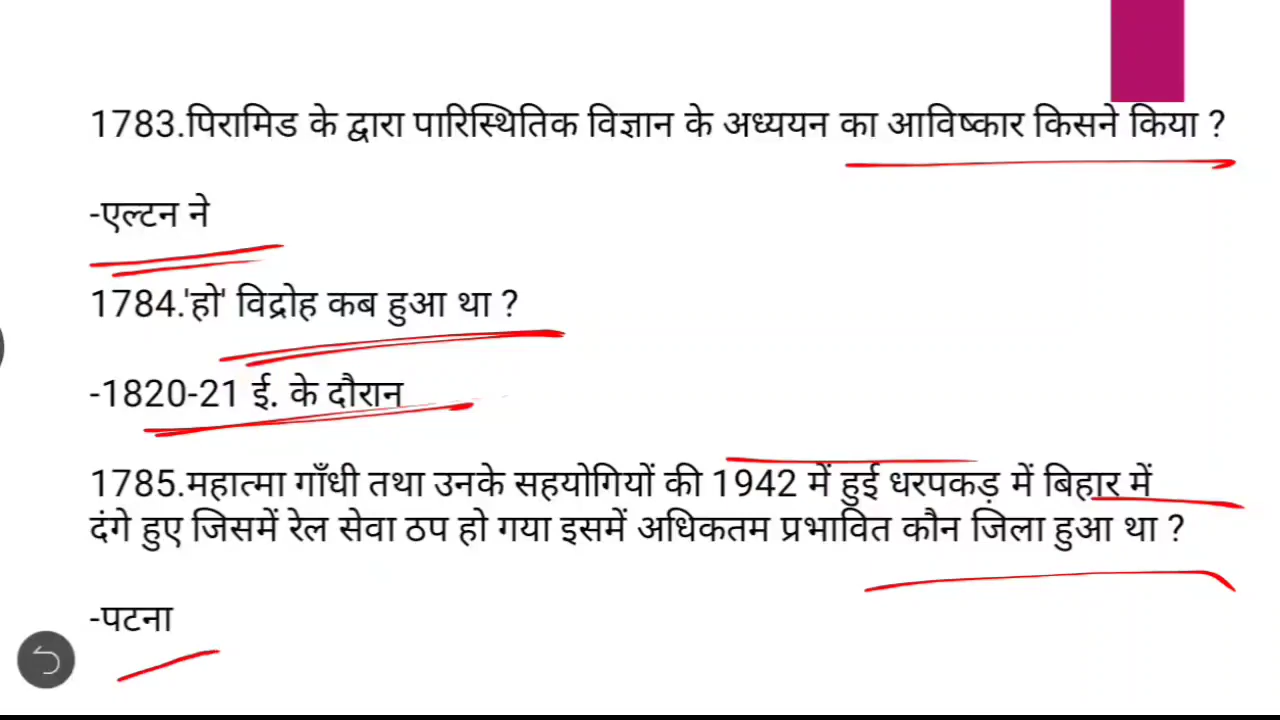 1783.पिरामिड के द्वारा पारिस्थितिक विज्ञान के अध्ययन का आविष्कार किसने किया ?
-एल्टन ने
1784.'हो' विद्रोह कब हुआ था ?
-1820-21 ई. के दौरान
1785.महात्मा गाँधी तथा उनके सहयोगियों की 1942 में हुई धरपकड़ में बिहार में
दंगे हुए जिसमें रेल सेवा ठप हो गया इसमें अधिकतम प्रभावित कौन जिला हुआ था ?
-पटना